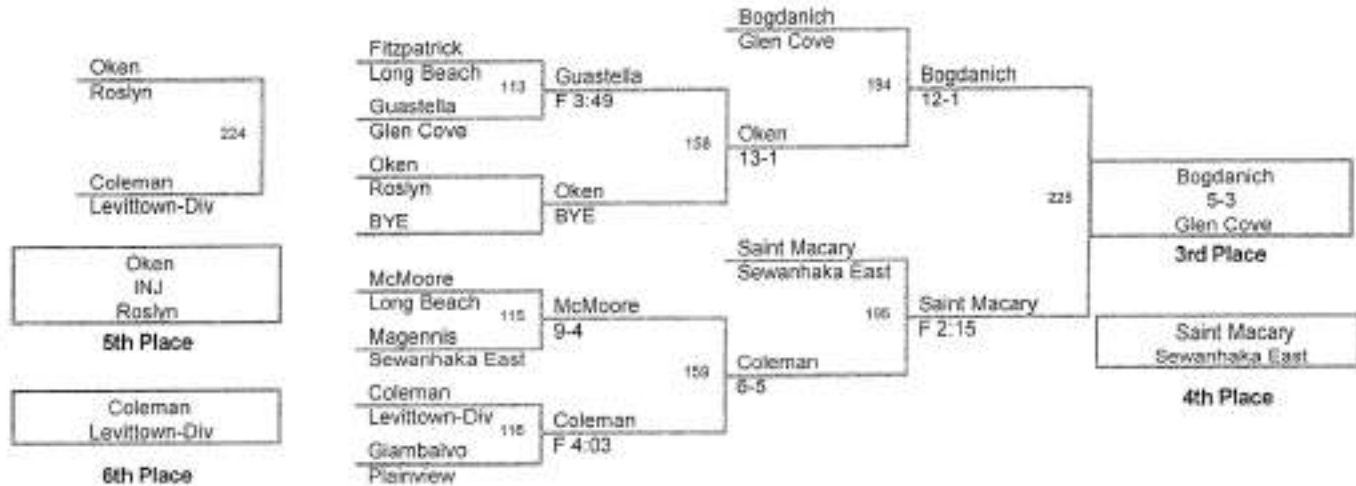 Oken
Roslyn
224
Coleman
Levittown-Div
Oken
INJ
Roslyn
5th Place
Coleman
Levittown-Div
6th Place
Fitzpatrick
Long Beach
113
Guastella
Glen Cove
Oken
Roslyn
BYE
McMoore
Long Beach
115
Magennis
Sewanhaka East
Coleman
Levittown-Div
116
Giambalvo
Plainview
Guastella
F 3:49
158
Oken
BYE
McMoore
9-4
159
Coleman
F 4:03
Bogdanich
Glen Cove
194
Oken
13-1
Saint Macary
Sewanhaka East
195
Coleman
Bogdanich
12-1
225
Saint Macary
F 2:15
Bogdanich
5-3
Glen Cove
3rd Place
Saint Macary
Sewanhaka East
4th Place